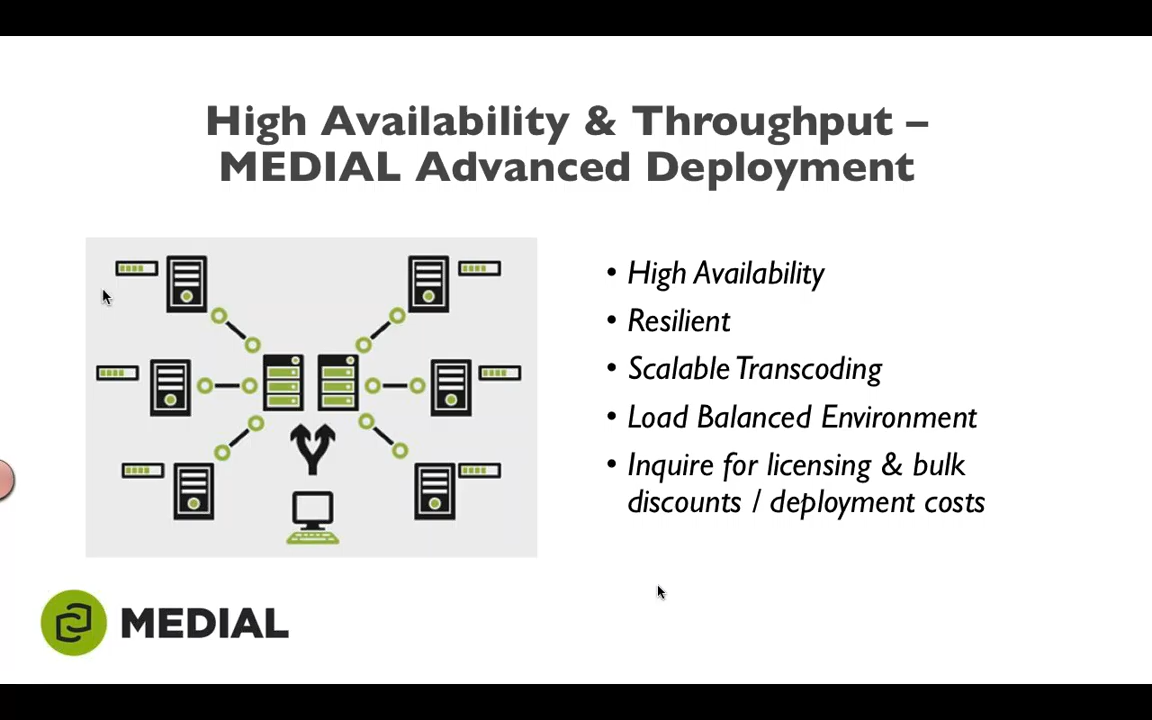 High Availability & Throughput –
MEDIAL Advanced Deployment
• High Availability
• Resilient
• Scalable Transcoding
• Load Balanced Environment
• Inquire for licensing & bulk
discounts / deployment costs
MEDIAL